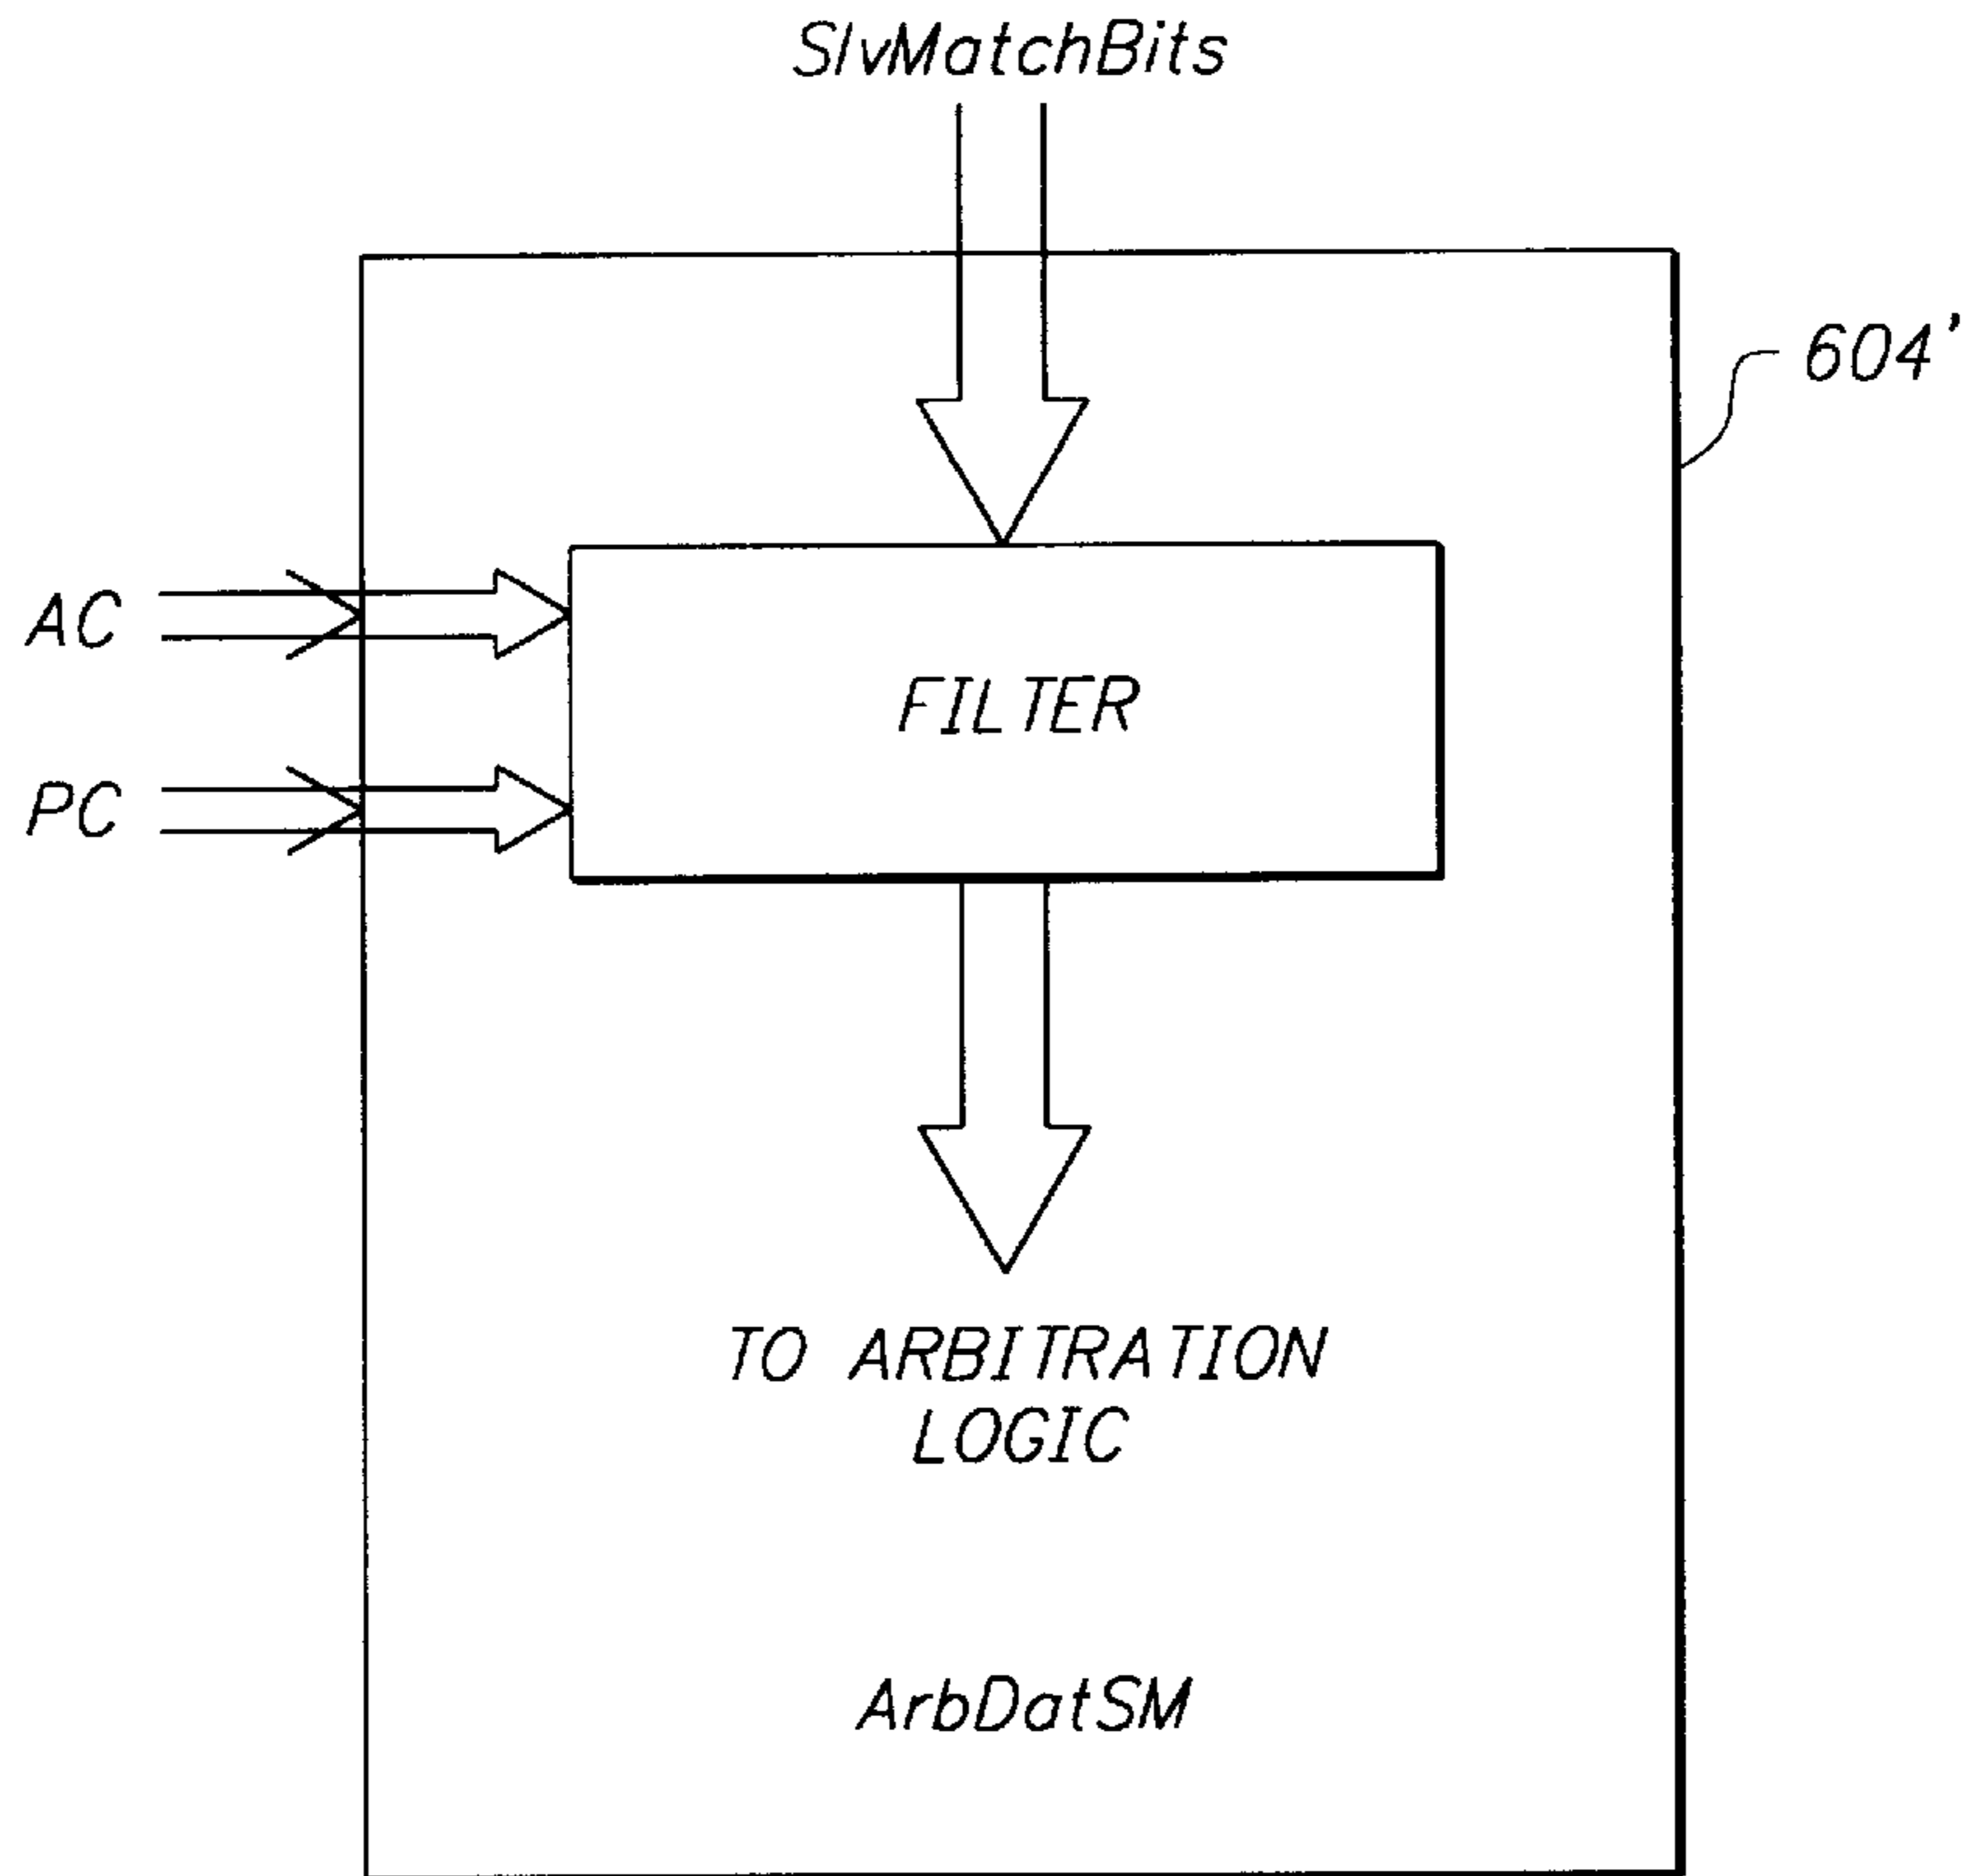 SlvMatchBits
604'
AC
FILTER
PC
TO ARBITRATION
LOGIC
ArbDatSM